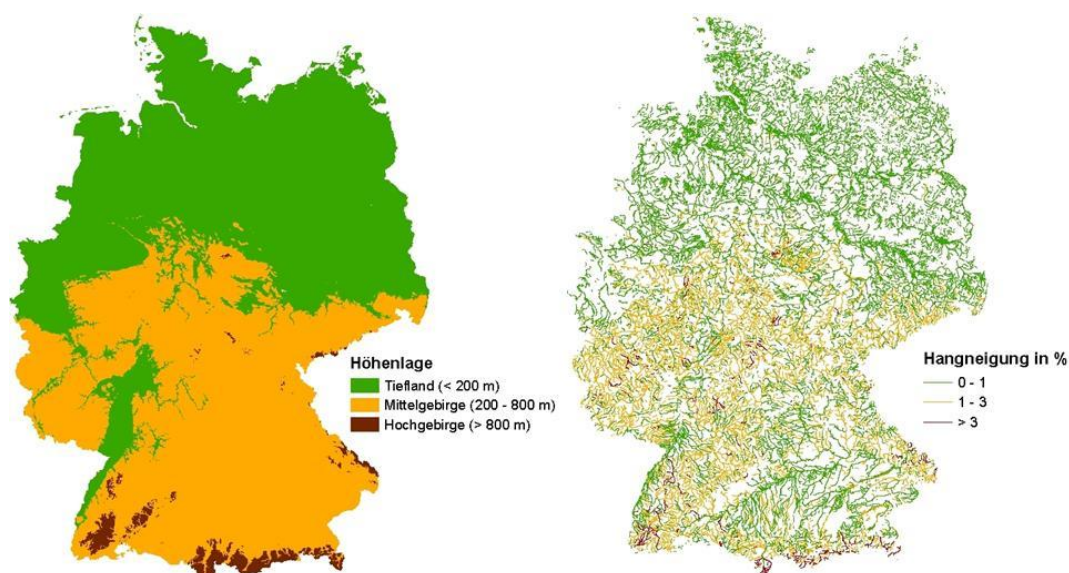 Höhenlage
Tiefland (< 200 m)
Mittelgebirge (200 - 800 m)
Hochgebirge (> 800 m)
Hangneigung in %
0 - 1
1 - 3
> 3